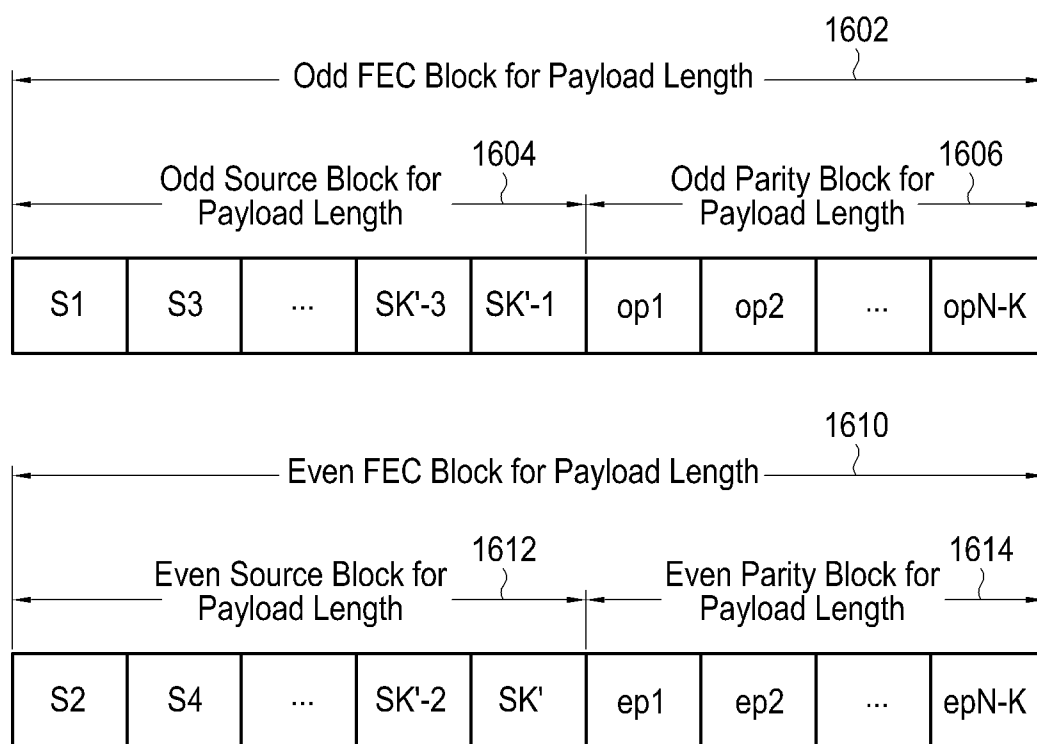 1602
Odd FEC Block for Payload Length
1604
1606
Odd Source Block for
Payload Length
Odd Parity Block for
Payload Length
S1 S3 ... SK'-3 SK'-1 op1 op2 ... opN-K
1610
Even FEC Block for Payload Length
1612
1614
Even Source Block for
Payload Length
Even Parity Block for
Payload Length
S2 S4 ... SK'-2 SK' ep1 ep2 ... epN-K